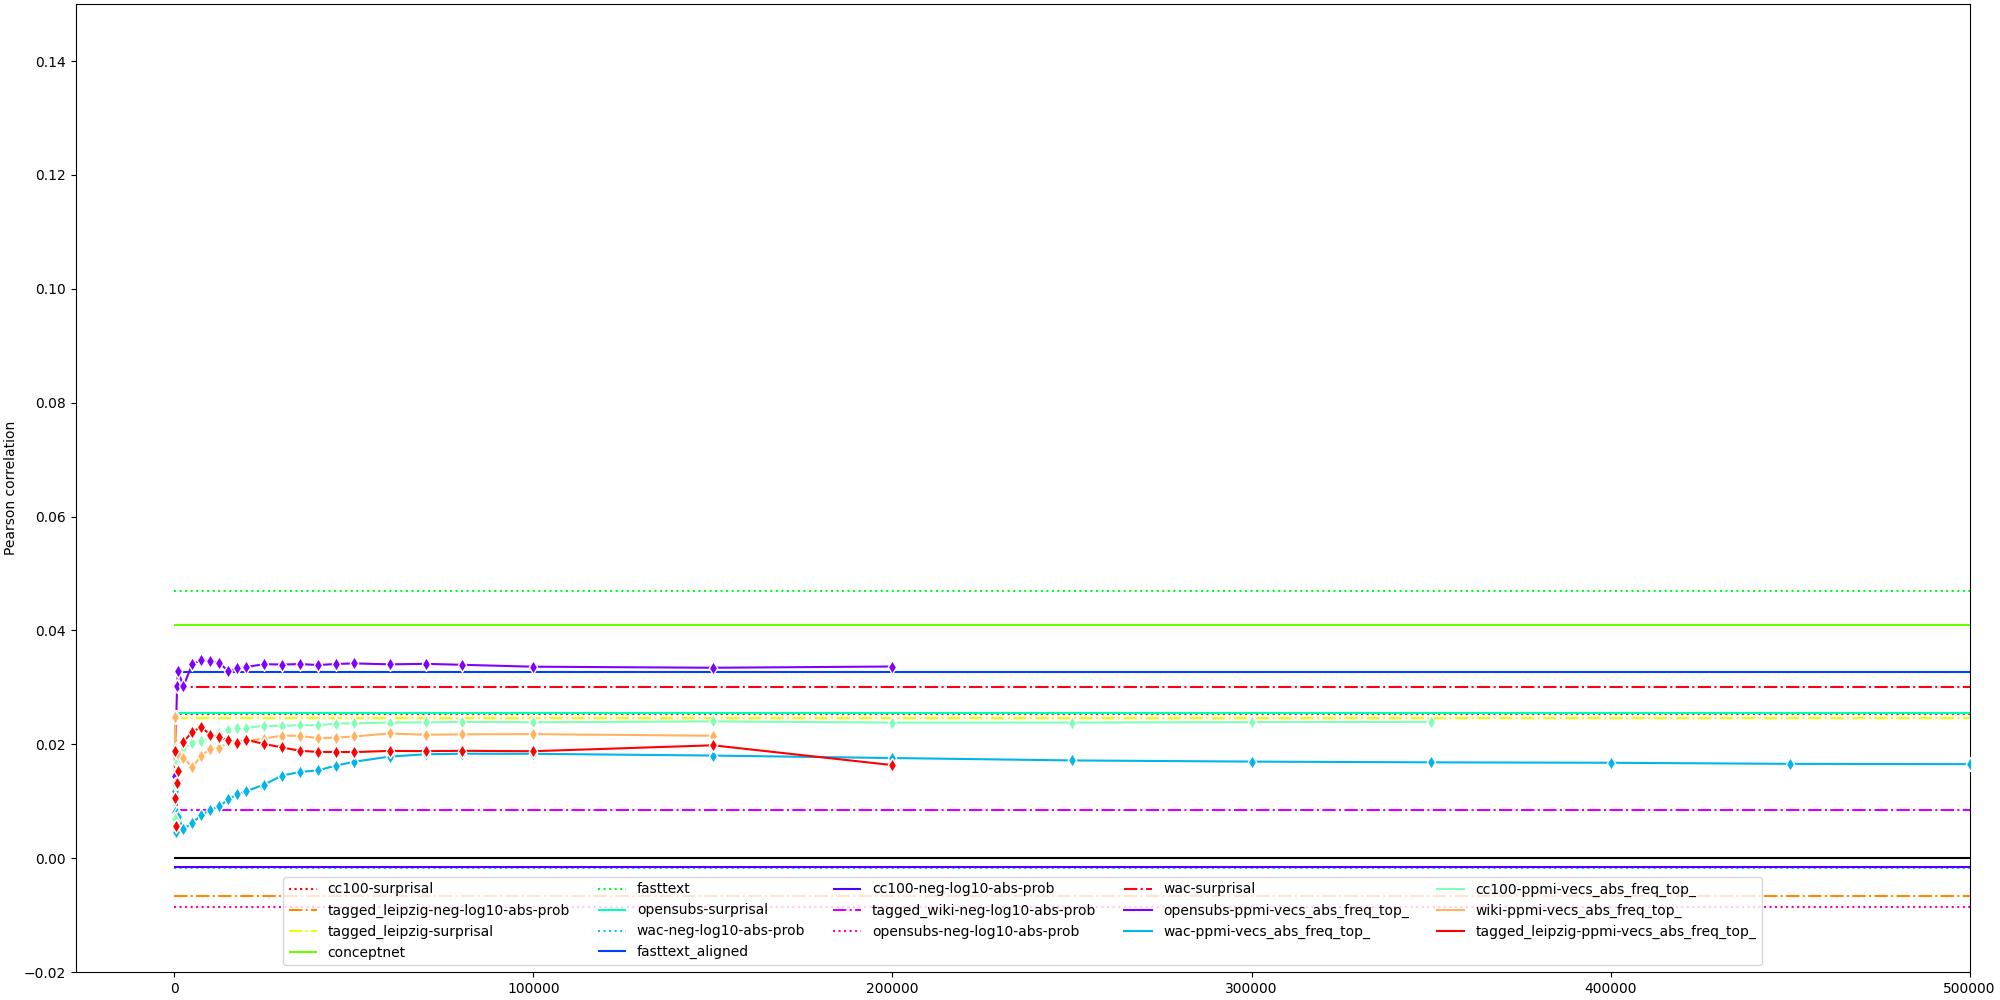 0.14
0.12
0.10
0.08
0.06
0.04
0.02
0.00
−0.02
Pearson correlation
cc100-surprisal
tagged_leipzig-neg-log10-abs-prob
tagged_leipzig-surprisal
conceptnet
fasttext
opensubs-surprisal
wac-neg-log10-abs-prob
fasttext_aligned
cc100-neg-log10-abs-prob
tagged_wiki-neg-log10-abs-prob
opensubs-neg-log10-abs-prob
wac-surprisal
opensubs-ppmi-vecs_abs_freq_top_
wac-ppmi-vecs_abs_freq_top_
cc100-ppmi-vecs_abs_freq_top_
wiki-ppmi-vecs_abs_freq_top_
tagged_leipzig-ppmi-vecs_abs_freq_top_
0 100000 200000 300000 400000 500000